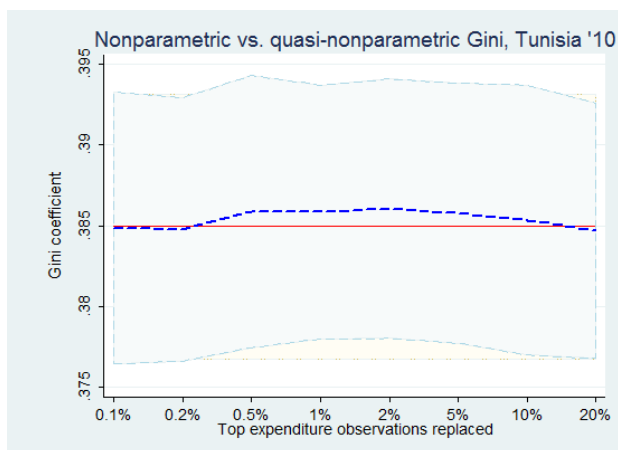 Nonparametric vs. quasi-nonparametric Gini, Tunisia '10
.395
.39
.385
.38
.375
Gini coefficient
0.1% 0.2% 0.5% 1% 2% 5% 10% 20%
Top expenditure observations replaced